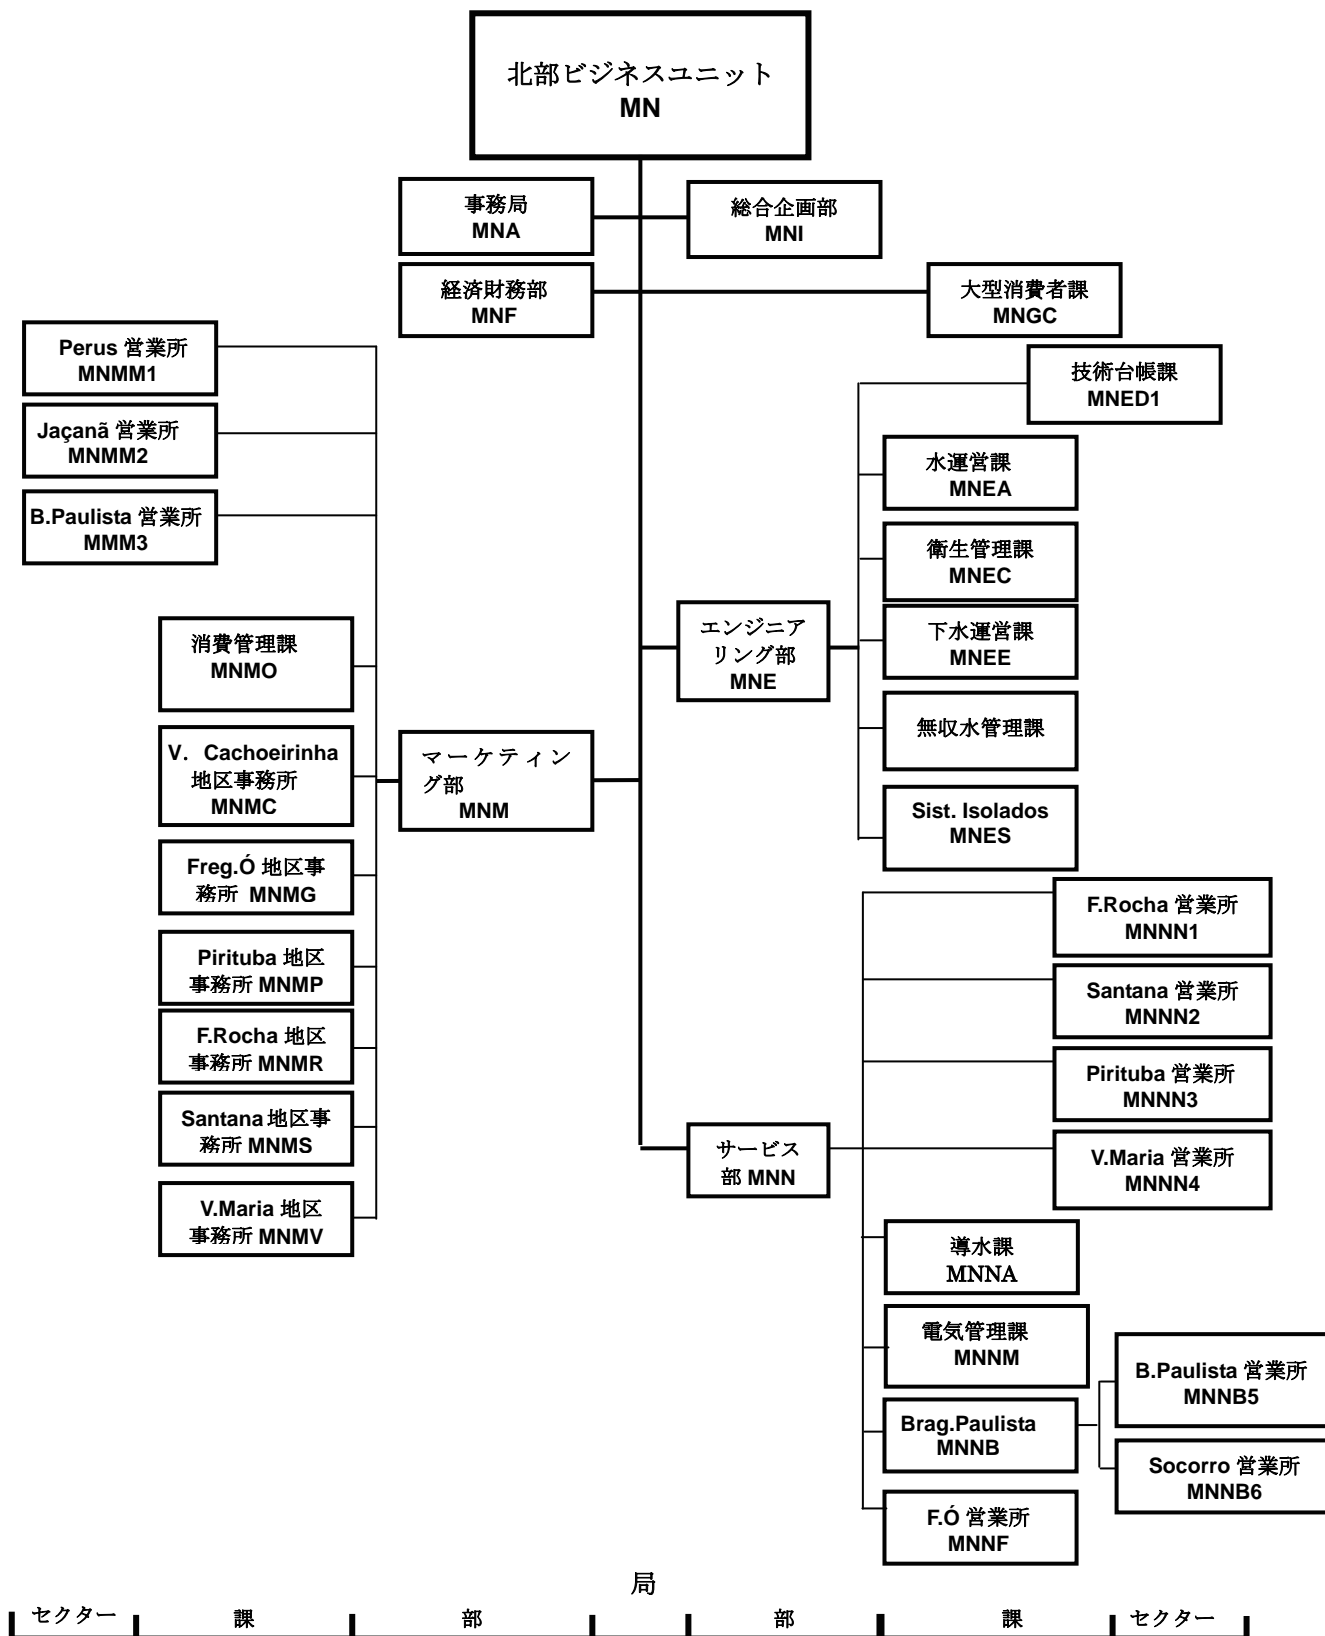 北部ビジネスユニット
MN
事務局
MNA
総合企画部
MNI
経済財務部
MNF
大型消費者課
MNGC
Perus 営業所
MNMM1
Jaçanã 営業所
MNMM2
B.Paulista 営業所
MMM3
技術台帳課
MNED1
水運営課
MNEA
衛生管理課
MNEC
下水運営課
MNEE
無収水管理課
Sist. Isolados
MNES
エンジニア
リング部
MNE
消費管理課
MNMO
V. Cachoeirinha
地区事務所
MNMC
マーケティン
グ部
MNM
Freg.Ó 地区事
務所 MNMG
Pirituba 地区
事務所 MNMP
F.Rocha 地区
事務所 MNMR
Santana 地区事
務所 MNMS
V.Maria 地区
事務所 MNMV
サービス
部 MNN
F.Rocha 営業所
MNNN1
Santana 営業所
MNNN2
Pirituba 営業所
MNNN3
V.Maria 営業所
MNNN4
導水課
MNNA
電気管理課
MNNM
Brag.Paulista
MNNB
B.Paulista 営業所
MNNB5
Socorro 営業所
MNNB6
F.Ó 営業所
MNNF
局
セクター 課 部 部 課 セクター